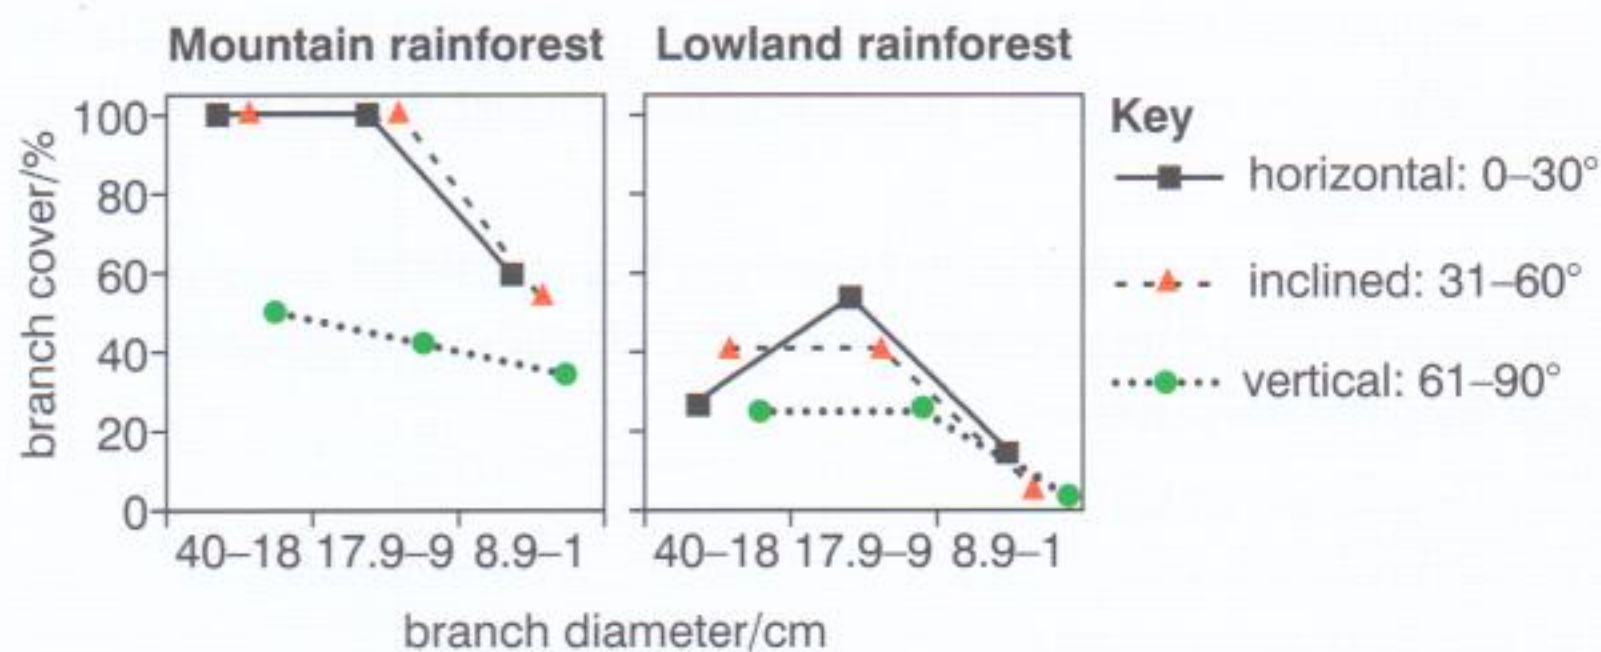 Mountain rainforest
Lowland rainforest
branch cover/%
100
80
60
40
20
0
40–18 17.9–9 8.9–1
40–18 17.9–9 8.9–1
branch diameter/cm
Key
horizontal: 0–30°
inclined: 31–60°
vertical: 61–90°